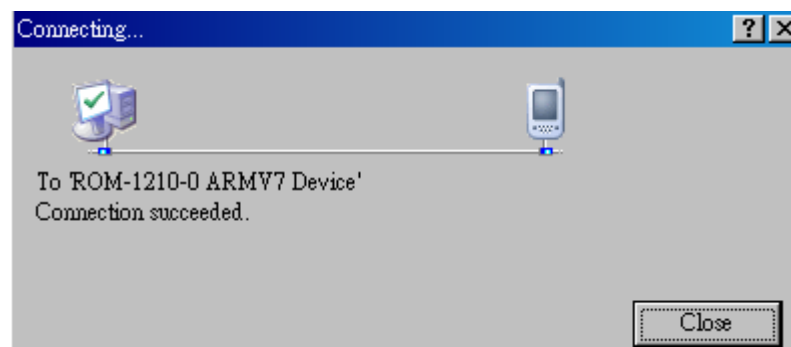 Connecting...
To 'ROM-1210-0 ARMV7 Device'
Connection succeeded.
Close